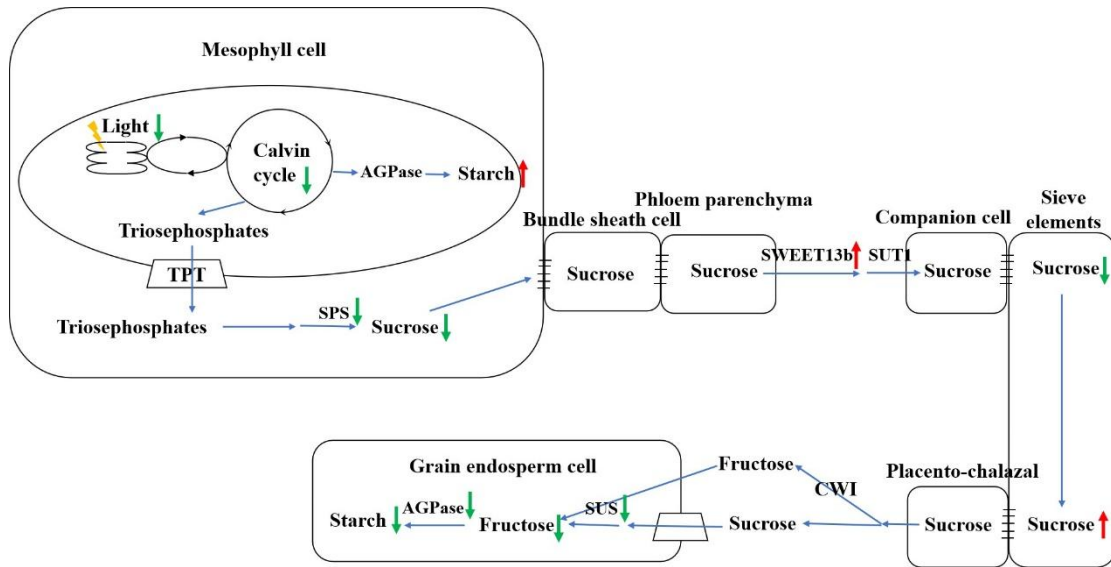 Mesophyll cell
Light
Calvin
cycle
AGPase
Starch
Triosephosphates
TPT
Triosephosphates
SPS
Sucrose
Bundle sheath cell
Sucrose
Phloem parenchyma
Sucrose
SWEET13b
SUT1
Companion cell
Sucrose
Sieve
elements
Sucrose
Grain endosperm cell
Starch
AGPase
Fructose
SUS
Fructose
CWI
Sucrose
Placento-chalazal
Sucrose
Sucrose